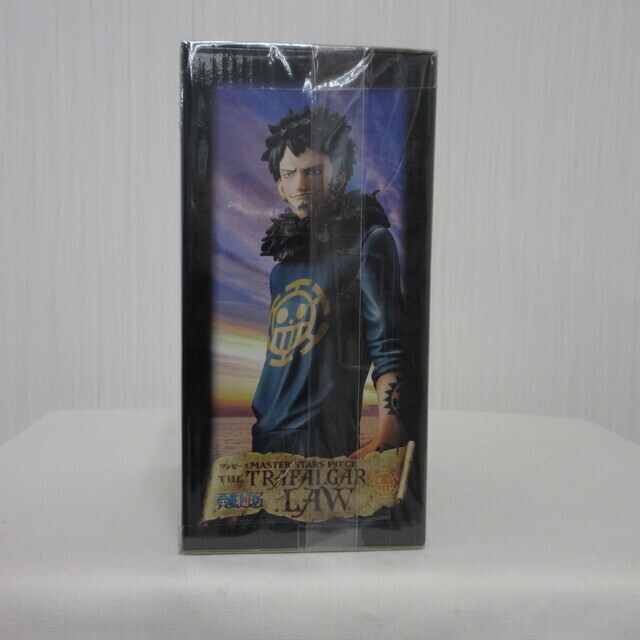 ワンピース MASTER STARS PIECE
THE TRAFALGAR
LAW